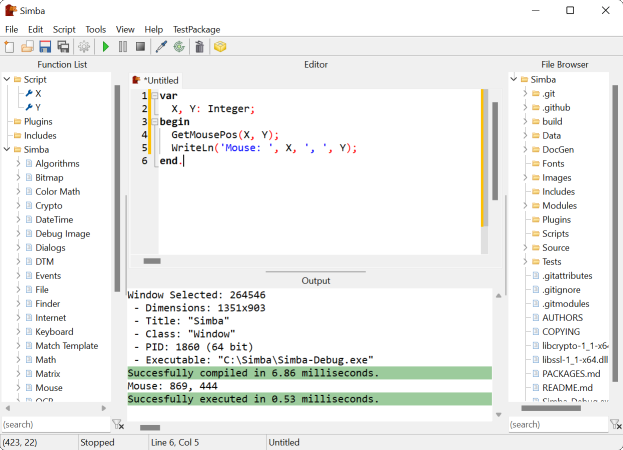 Simba
File Edit Script Tools View Help TestPackage
Function List
Script
X
Y
Plugins
Includes
Simba
Algorithms
Bitmap
Color Math
Crypto
DateTime
Debug Image
Dialogs
DTM
Events
File
Finder
Internet
Keyboard
Match Template
Math
Matrix
Mouse
OCR
(search)
Editor
*Untitled
1 var
2 X, Y: Integer;
3 begin
4 GetMousePos(X, Y);
5 WriteLn('Mouse: ', X, ', ', Y);
6 end.
Output
Window Selected: 264546
- Dimensions: 1351x903
- Title: "Simba"
- Class: "Window"
- PID: 1860 (64 bit)
- Executable: "C:\Simba\Simba-Debug.exe"
Succesfully compiled in 6.86 milliseconds.
Mouse: 869, 444
Succesfully executed in 0.53 milliseconds.
File Browser
Simba
.git
.github
build
Data
DocGen
Fonts
Images
Includes
Modules
Plugins
Scripts
Source
Tests
.gitattributes
.gitignore
.gitmodules
AUTHORS
COPYING
libcrypto-1_1-x6
libssl-1_1-x64.dll
PACKAGES.md
README.md
Simba-Debug.exe
(search)
(423, 22) Stopped Line 6, Col 5 Untitled